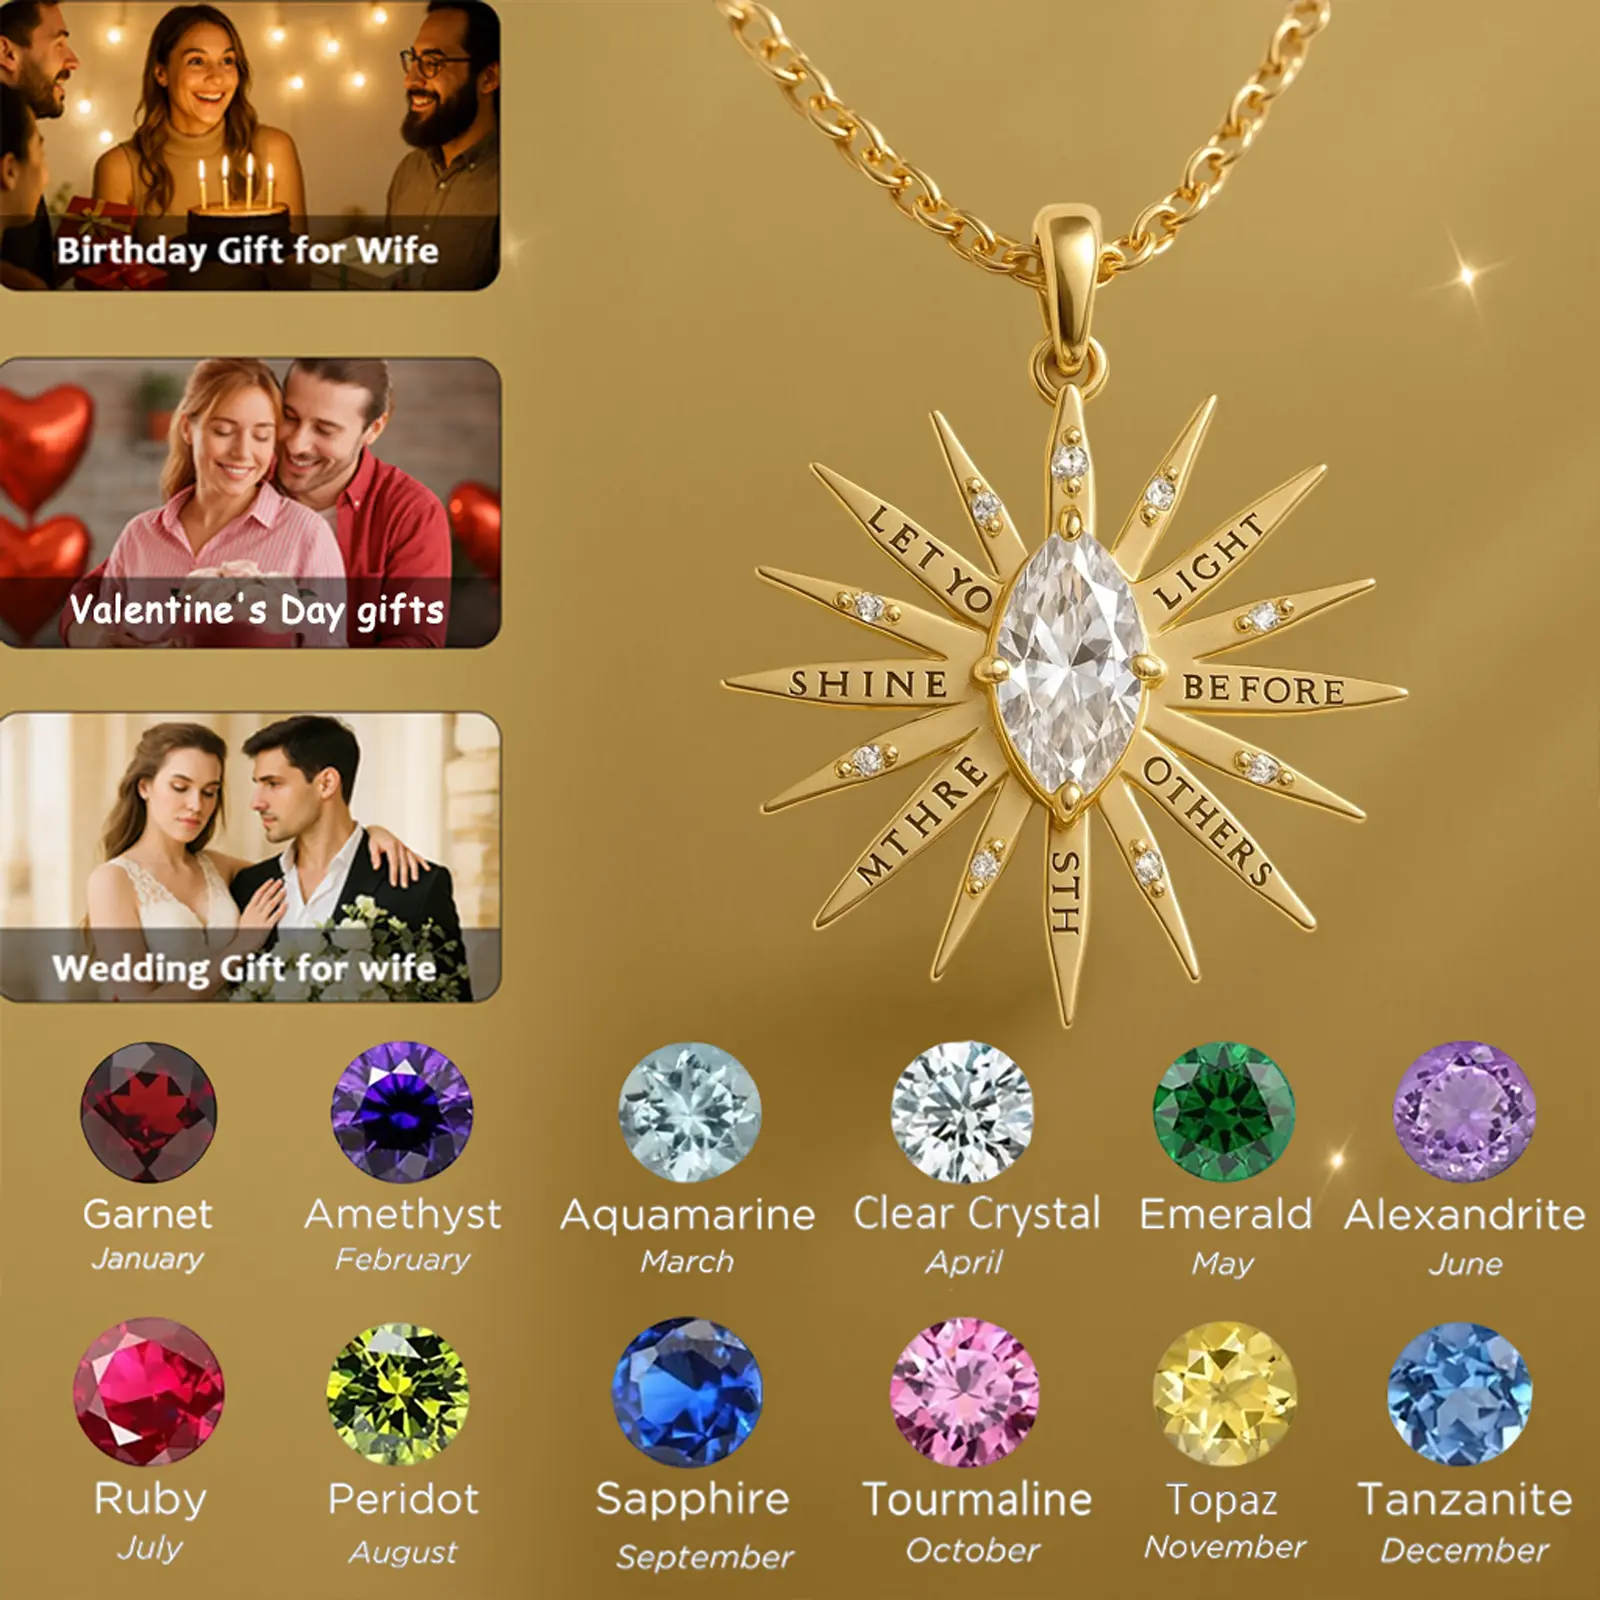 Birthday Gift for Wife
Valentine's Day gifts
Wedding Gift for wife
LET YO
LIGHT
SHINE
BEFORE
MTHRE
OTHERS
STH
Garnet
January
Amethyst
February
Aquamarine
March
Clear Crystal
April
Emerald
May
Alexandrite
June
Ruby
July
Peridot
August
Sapphire
September
Tourmaline
October
Topaz
November
Tanzanite
December